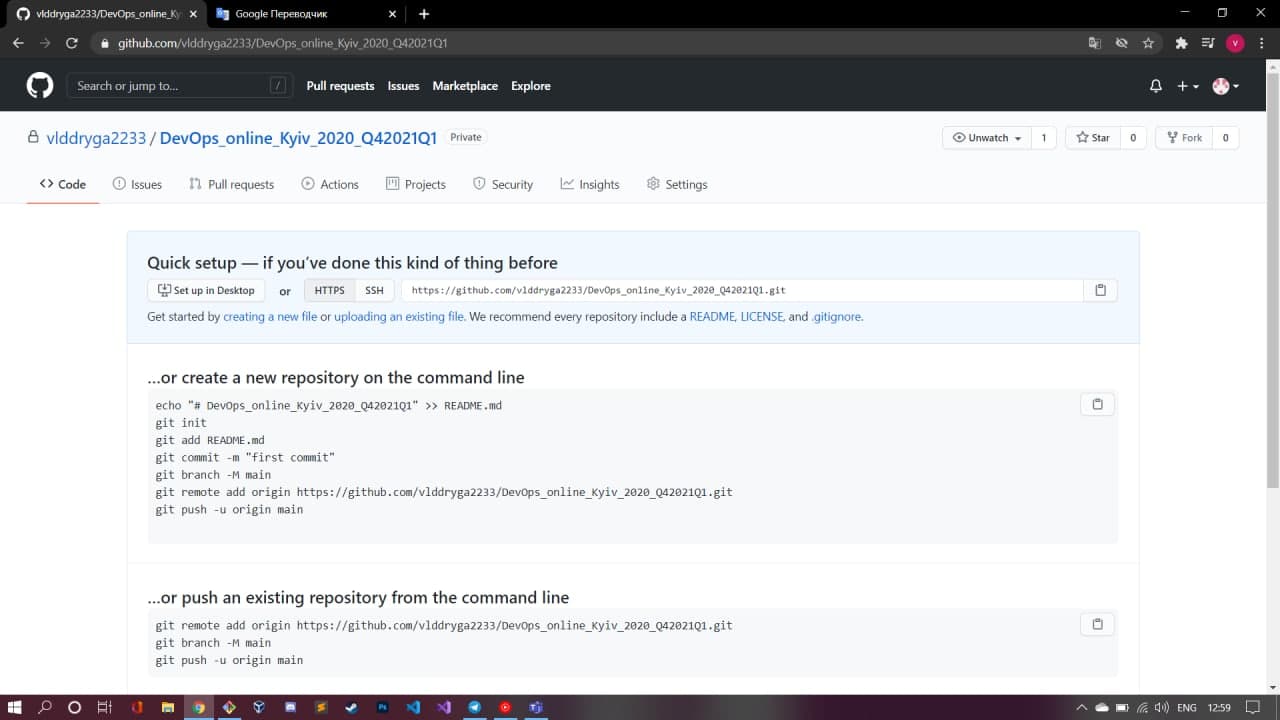 vlddryga2233/DevOps_online_Ky
Google Переводчик
github.com/vlddryga2233/DevOps_online_Kyiv_2020_Q42021Q1
V
Search or jump to...
/
Pull requests
Issues
Marketplace
Explore
vlddryga2233 / DevOps_online_Kyiv_2020_Q42021Q1
Private
Unwatch
1
Star
0
Fork
0
Code
Issues
Pull requests
Actions
Projects
Security
Insights
Settings
Quick setup — if you've done this kind of thing before
Set up in Desktop
or
HTTPS
SSH
https://github.com/vlddryga2233/DevOps_online_Kyiv_2020_Q42021Q1.git
Get started by creating a new file or uploading an existing file. We recommend every repository include a README, LICENSE, and .gitignore.
...or create a new repository on the command line
echo "# DevOps_online_Kyiv_2020_Q42021Q1" >> README.md
git init
git add README.md
git commit -m "first commit"
git branch -M main
git remote add origin https://github.com/vlddryga2233/DevOps_online_Kyiv_2020_Q42021Q1.git
git push -u origin main
...or push an existing repository from the command line
git remote add origin https://github.com/vlddryga2233/DevOps_online_Kyiv_2020_Q42021Q1.git
git branch -M main
git push -u origin main
Ps
ENG
12:59